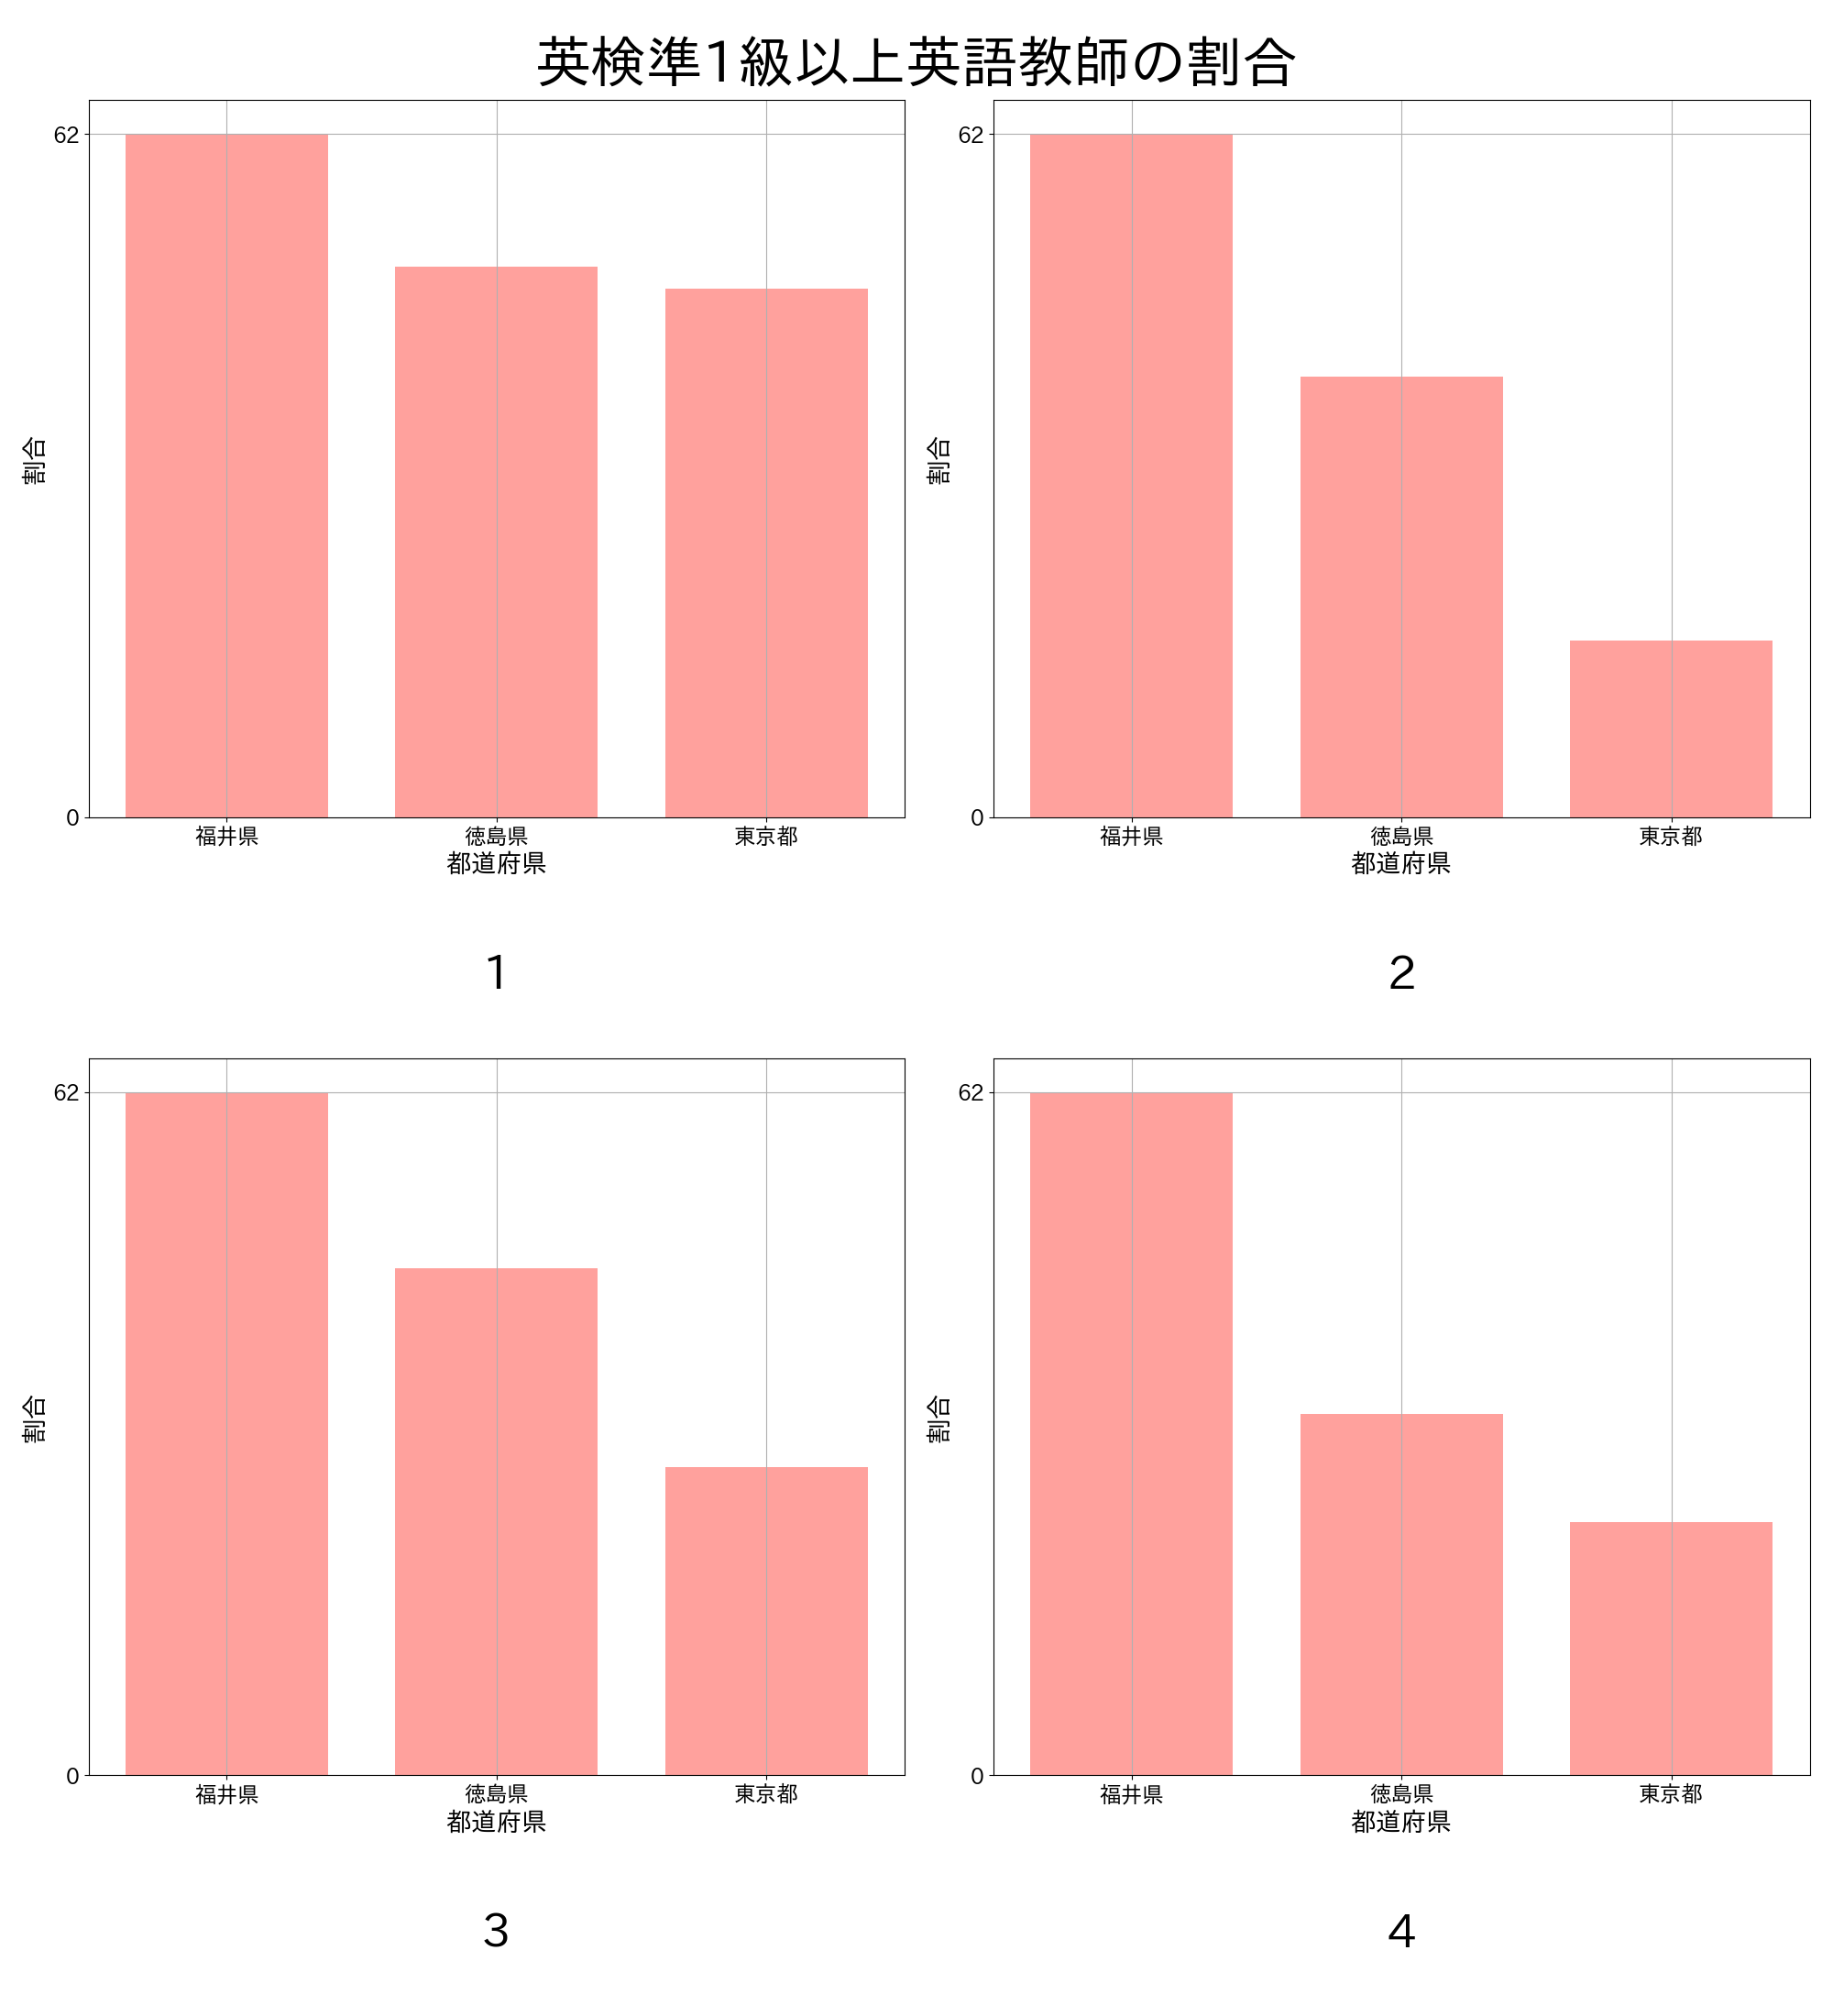 英検準1級以上英語教師の割合
62
0
割合
福井県 徳島県 東京都
都道府県
1
62
0
割合
福井県 徳島県 東京都
都道府県
2
62
0
割合
福井県 徳島県 東京都
都道府県
3
62
0
割合
福井県 徳島県 東京都
都道府県
4